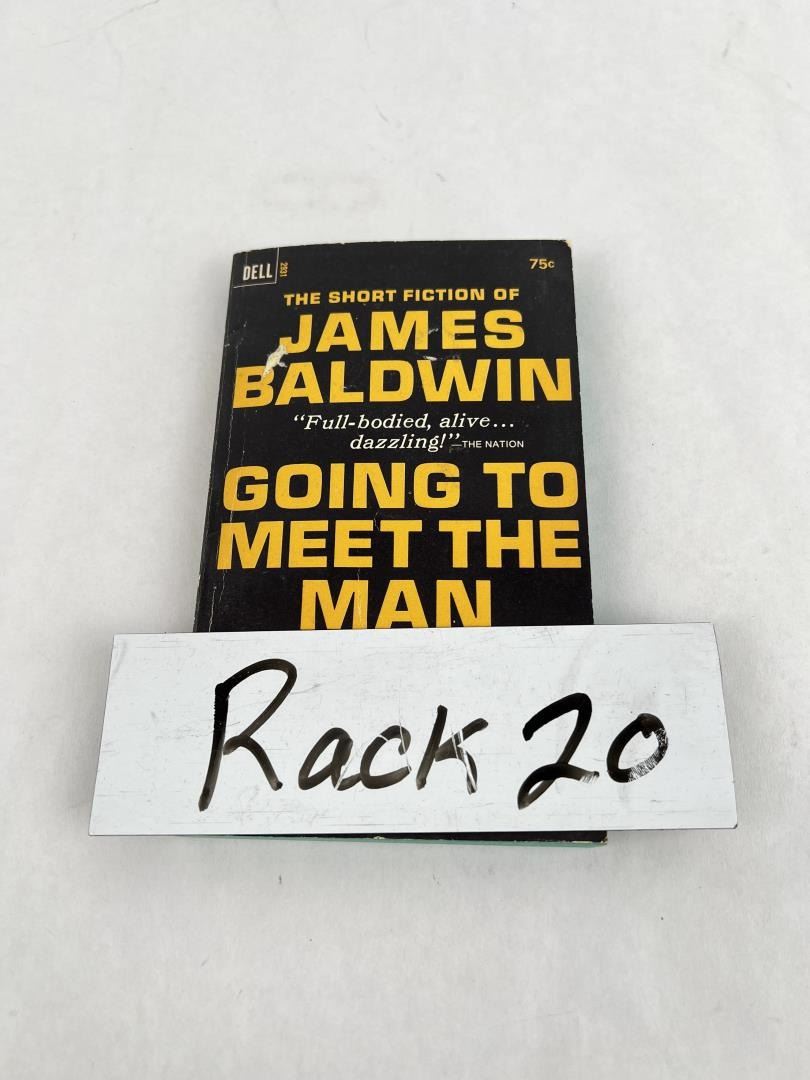 DELL 2931 75c
THE SHORT FICTION OF
JAMES
BALDWIN
“Full-bodied, alive...
dazzling!”—THE NATION
GOING TO
MEET THE
MAN
Rack 20